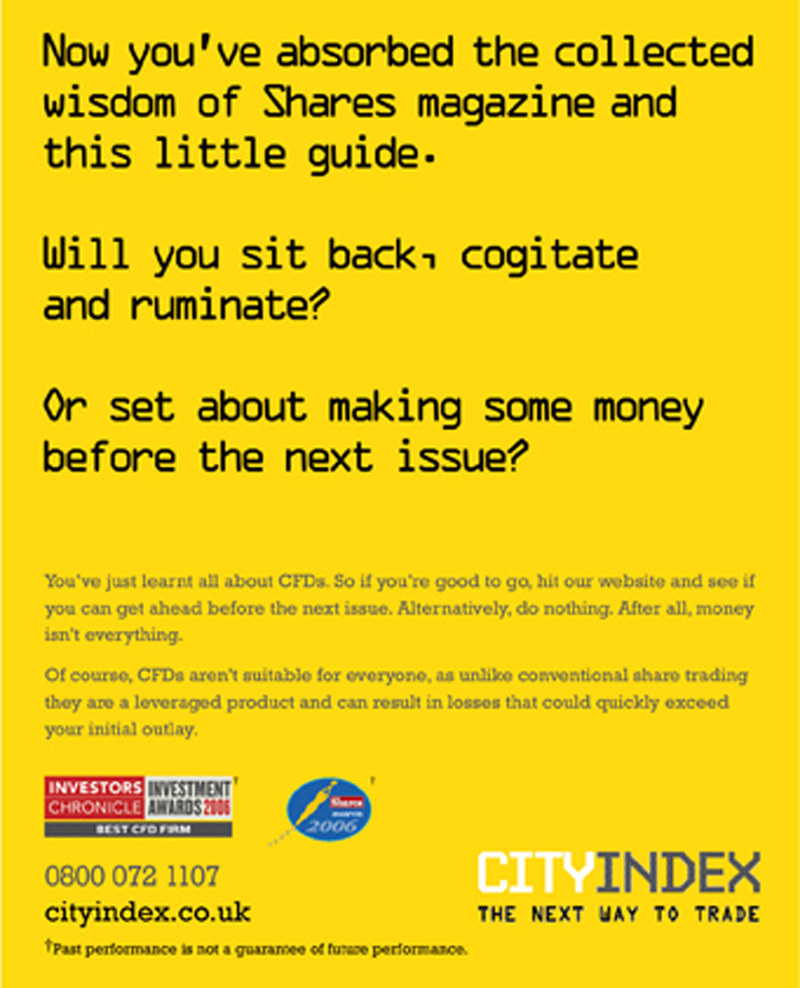 Now you've absorbed the collected
wisdom of Shares magazine and
this little guide.
Will you sit back, cogitate
and ruminate?
Or set about making some money
before the next issue?
You've just learnt all about CFDs. So if you're good to go, hit our website and see if
you can get ahead before the next issue. Alternatively, do nothing. After all, money
isn't everything.
Of course, CFDs aren't suitable for everyone, as unlike conventional share trading
they are a leveraged product and can result in losses that could quickly exceed
your initial outlay.
INVESTORS CHRONICLE
INVESTMENT AWARDS 2006 †
BEST CFD FIRM
Shares
2006 †
0800 072 1107
cityindex.co.uk
CITYINDEX
THE NEXT WAY TO TRADE
†Past performance is not a guarantee of future performance.